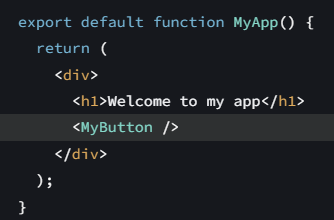 export default function MyApp() {
  return (
    <div>
      <h1>Welcome to my app</h1>
      <MyButton />
    </div>
  );
}